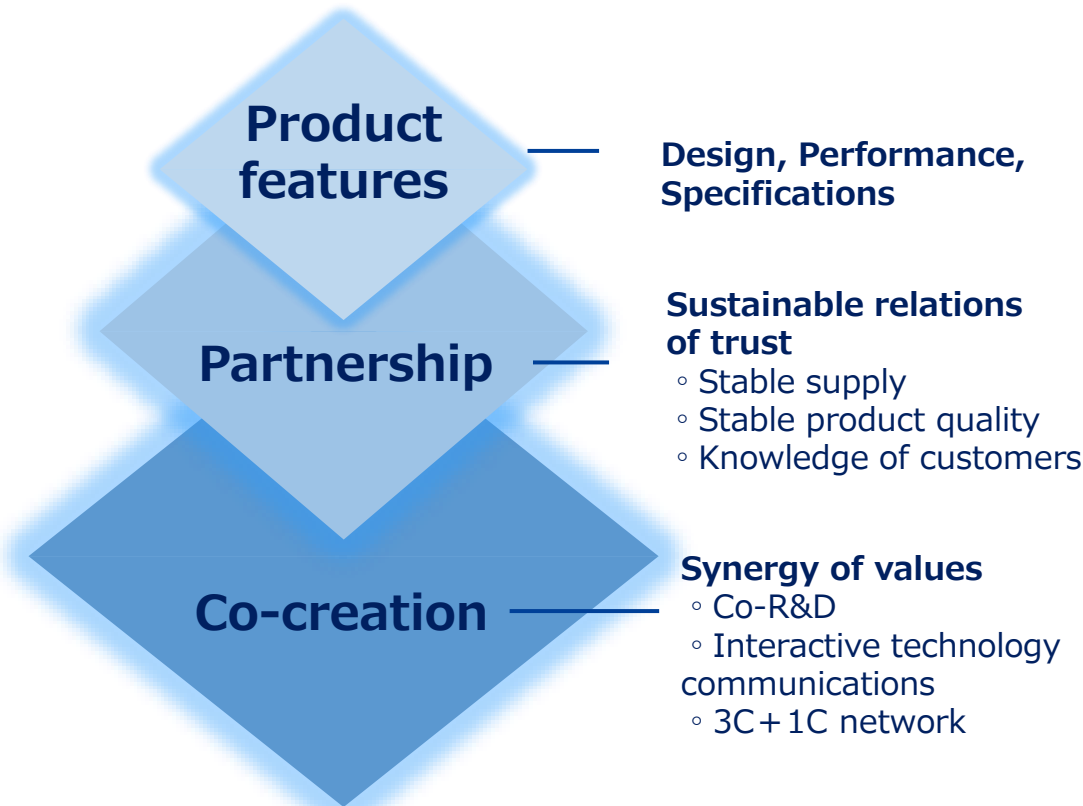 Product
features
Design, Performance,
Specifications
Partnership
Sustainable relations
of trust
◦ Stable supply
◦ Stable product quality
◦ Knowledge of customers
Co-creation
Synergy of values
◦ Co-R&D
◦ Interactive technology
communications
◦ 3C+1C network